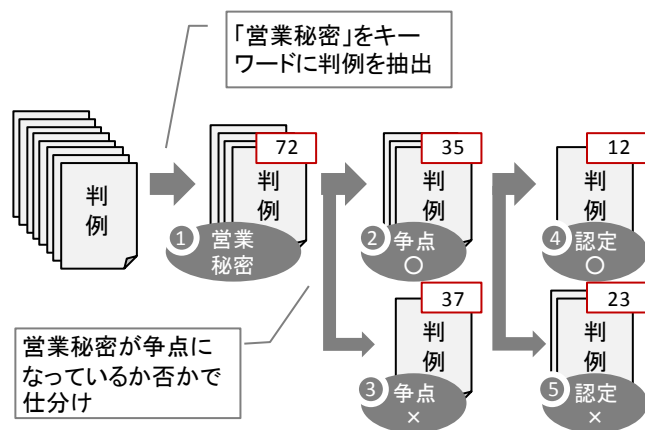 「営業秘密」をキー
ワードに判例を抽出
判
例
72
判
例
1 営業
秘密
35
判
例
2 争点
○
12
判
例
4 認定
○
営業秘密が争点に
なっているか否かで
仕分け
37
判
例
3 争点
×
23
判
例
5 認定
×